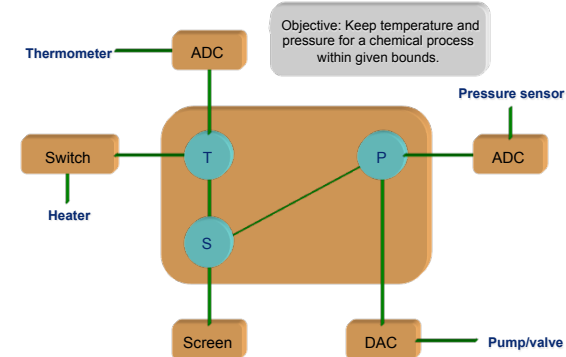 Objective: Keep temperature and
pressure for a chemical process
within given bounds.
Thermometer
ADC
Pressure sensor
Switch
T
P
ADC
Heater
S
Screen
DAC
Pump/valve